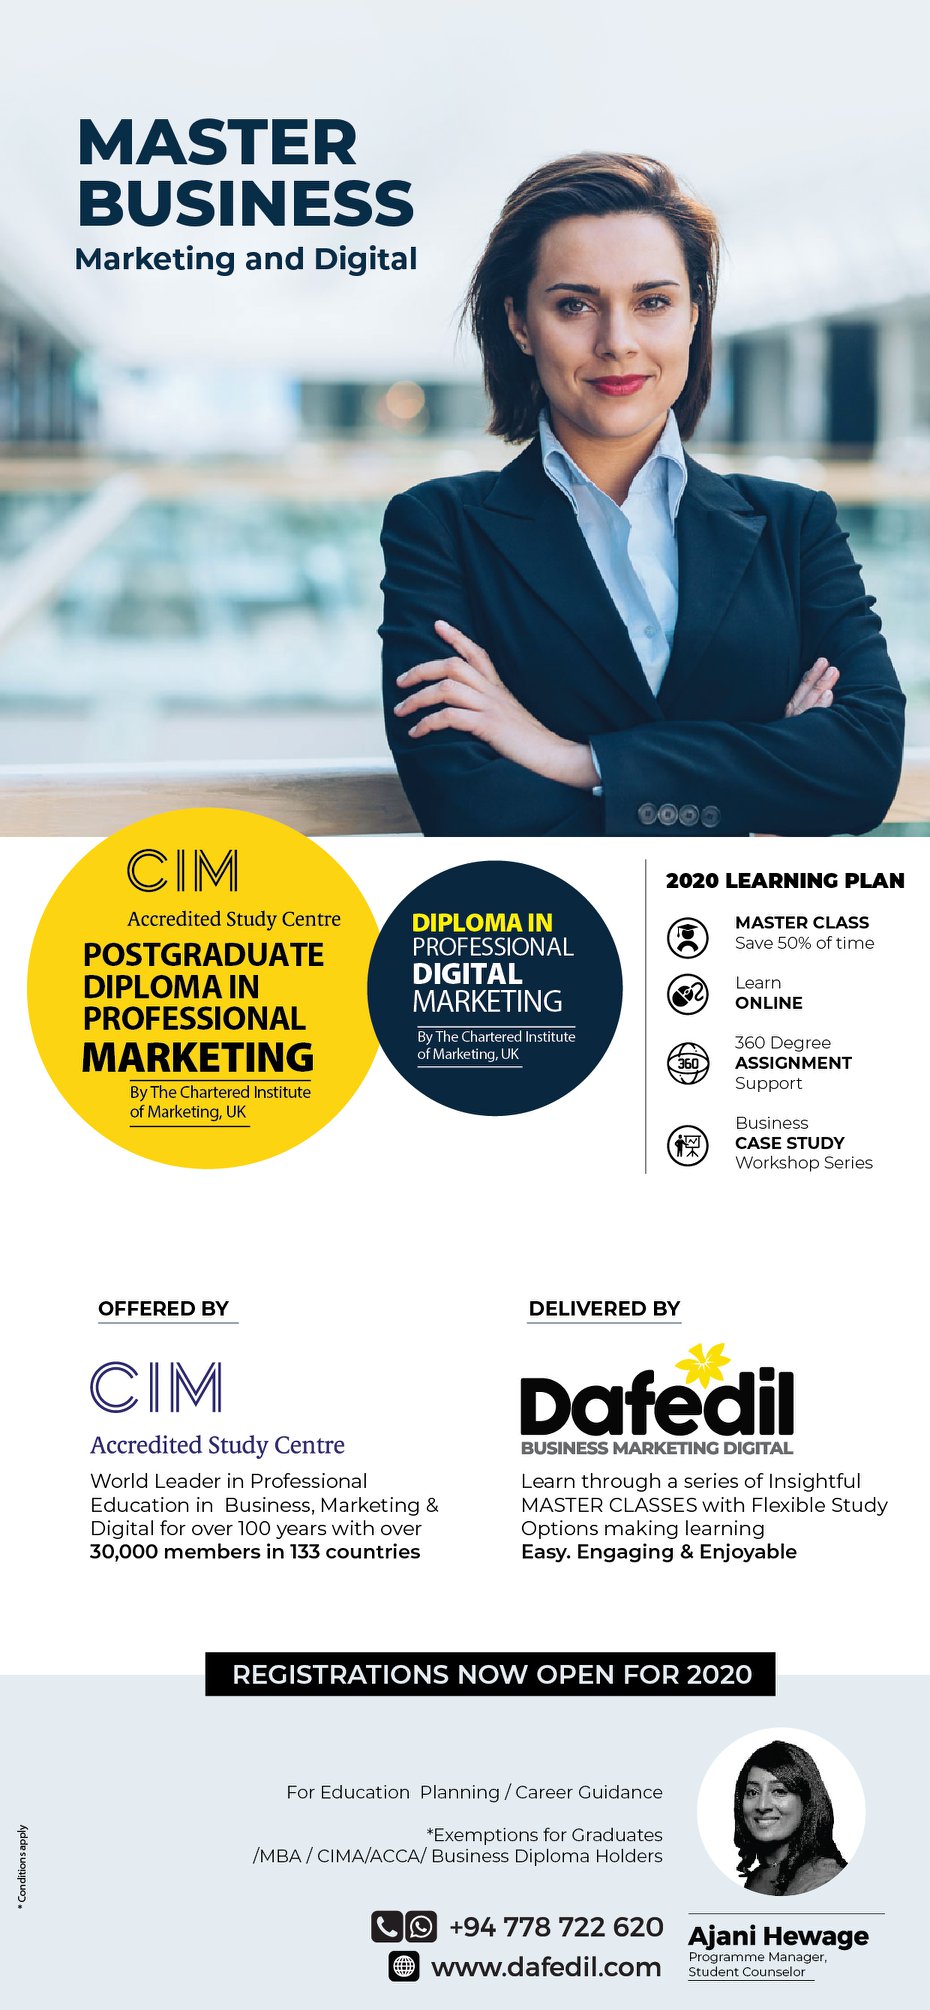 MASTER
BUSINESS
Marketing and Digital
CIM
Accredited Study Centre
POSTGRADUATE
DIPLOMA IN
PROFESSIONAL
MARKETING
By The Chartered Institute
of Marketing, UK
DIPLOMA IN
PROFESSIONAL
DIGITAL
MARKETING
By The Chartered Institute
of Marketing, UK
2020 LEARNING PLAN
MASTER CLASS
Save 50% of time
Learn
ONLINE
360
360 Degree
ASSIGNMENT
Support
Business
CASE STUDY
Workshop Series
OFFERED BY
CIM
Accredited Study Centre
World Leader in Professional
Education in Business, Marketing &
Digital for over 100 years with over
30,000 members in 133 countries
DELIVERED BY
Dafedil
BUSINESS MARKETING DIGITAL
Learn through a series of Insightful
MASTER CLASSES with Flexible Study
Options making learning
Easy. Engaging & Enjoyable
REGISTRATIONS NOW OPEN FOR 2020
For Education Planning / Career Guidance
*Exemptions for Graduates
/MBA / CIMA/ACCA/ Business Diploma Holders
+94 778 722 620
www.dafedil.com
Ajani Hewage
Programme Manager,
Student Counselor
* Conditions apply